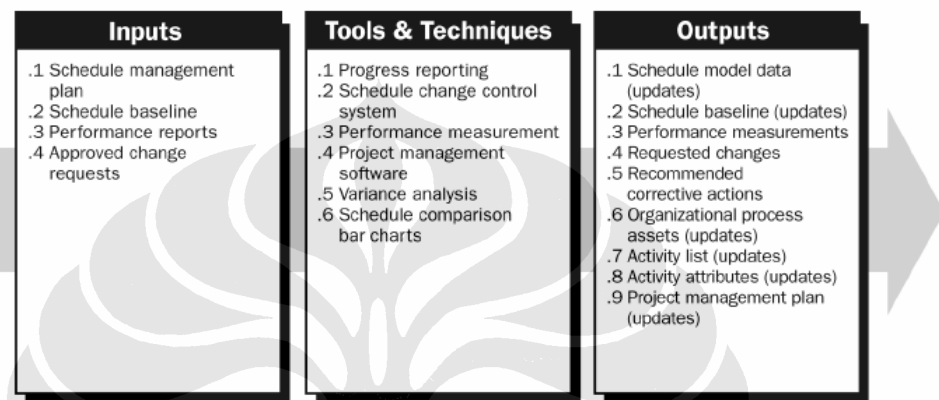 Inputs
.1 Schedule management
plan
.2 Schedule baseline
.3 Performance reports
.4 Approved change
requests
Tools & Techniques
.1 Progress reporting
.2 Schedule change control
system
.3 Performance measurement
.4 Project management
software
.5 Variance analysis
.6 Schedule comparison
bar charts
Outputs
.1 Schedule model data
(updates)
.2 Schedule baseline (updates)
.3 Performance measurements
.4 Requested changes
.5 Recommended
corrective actions
.6 Organizational process
assets (updates)
.7 Activity list (updates)
.8 Activity attributes (updates)
.9 Project management plan
(updates)